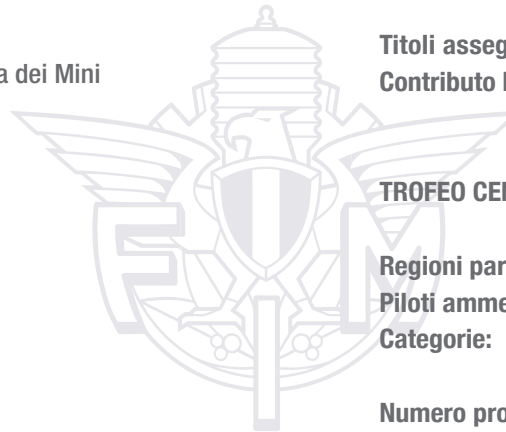 a dei Mini
Titoli asseg
Contributo
TROFEO CE
Regioni par
Piloti amme
Categorie:
Numero pro
F M